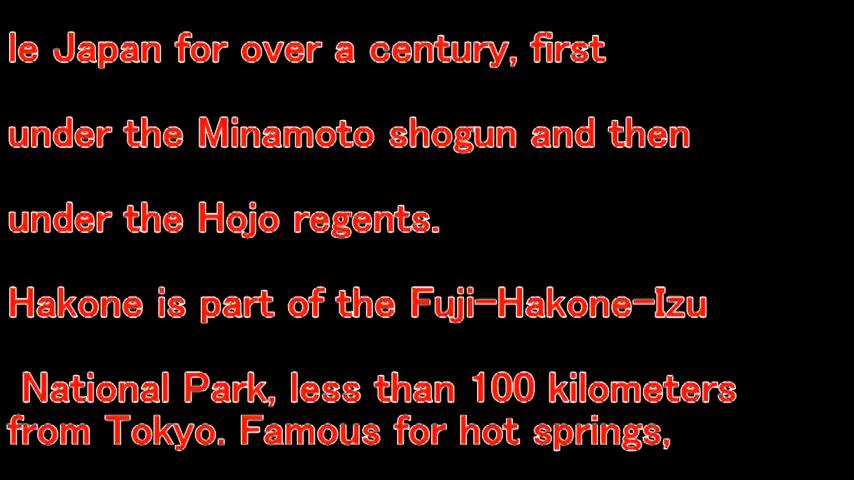 le Japan for over a century, first
under the Minamoto shogun and then
under the Hojo regents.
Hakone is part of the Fuji-Hakone-Izu
National Park, less than 100 kilometers
from Tokyo. Famous for hot springs,